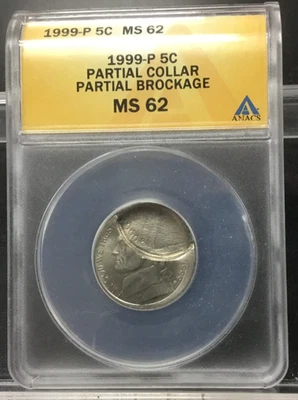 1999-P 5C MS 62
1999-P 5C
PARTIAL COLLAR
PARTIAL BROCKAGE
MS 62
ANACS